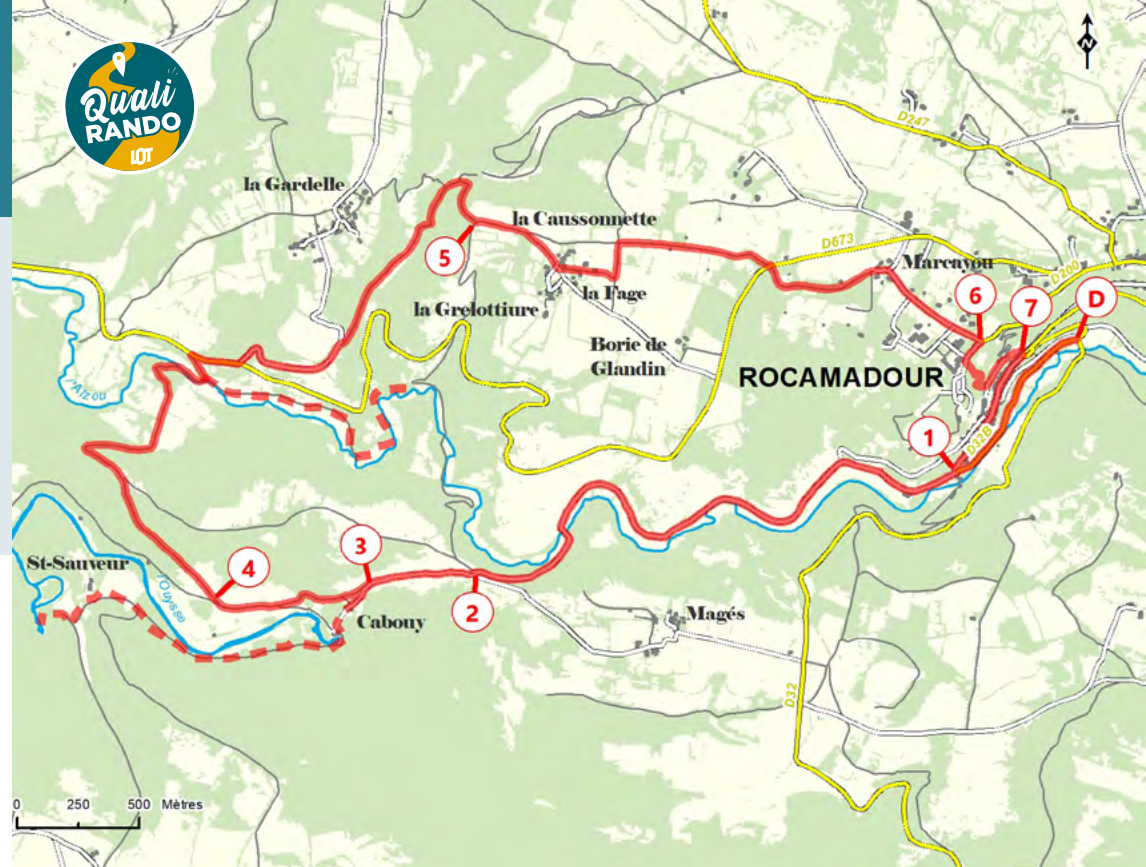 Quali
RANDO
LOT
N
D247
la Gardelle
la Caussonnette
D673
Marcayou
D200
5
6
7
D
la Fage
la Grelottiure
Borie de
Glandin
ROCAMADOUR
l'Alzou
1
D32B
St-Sauveur
4
3
l'Ouysse
Cabouy
2
Magés
D32
0 250 500 Mètres